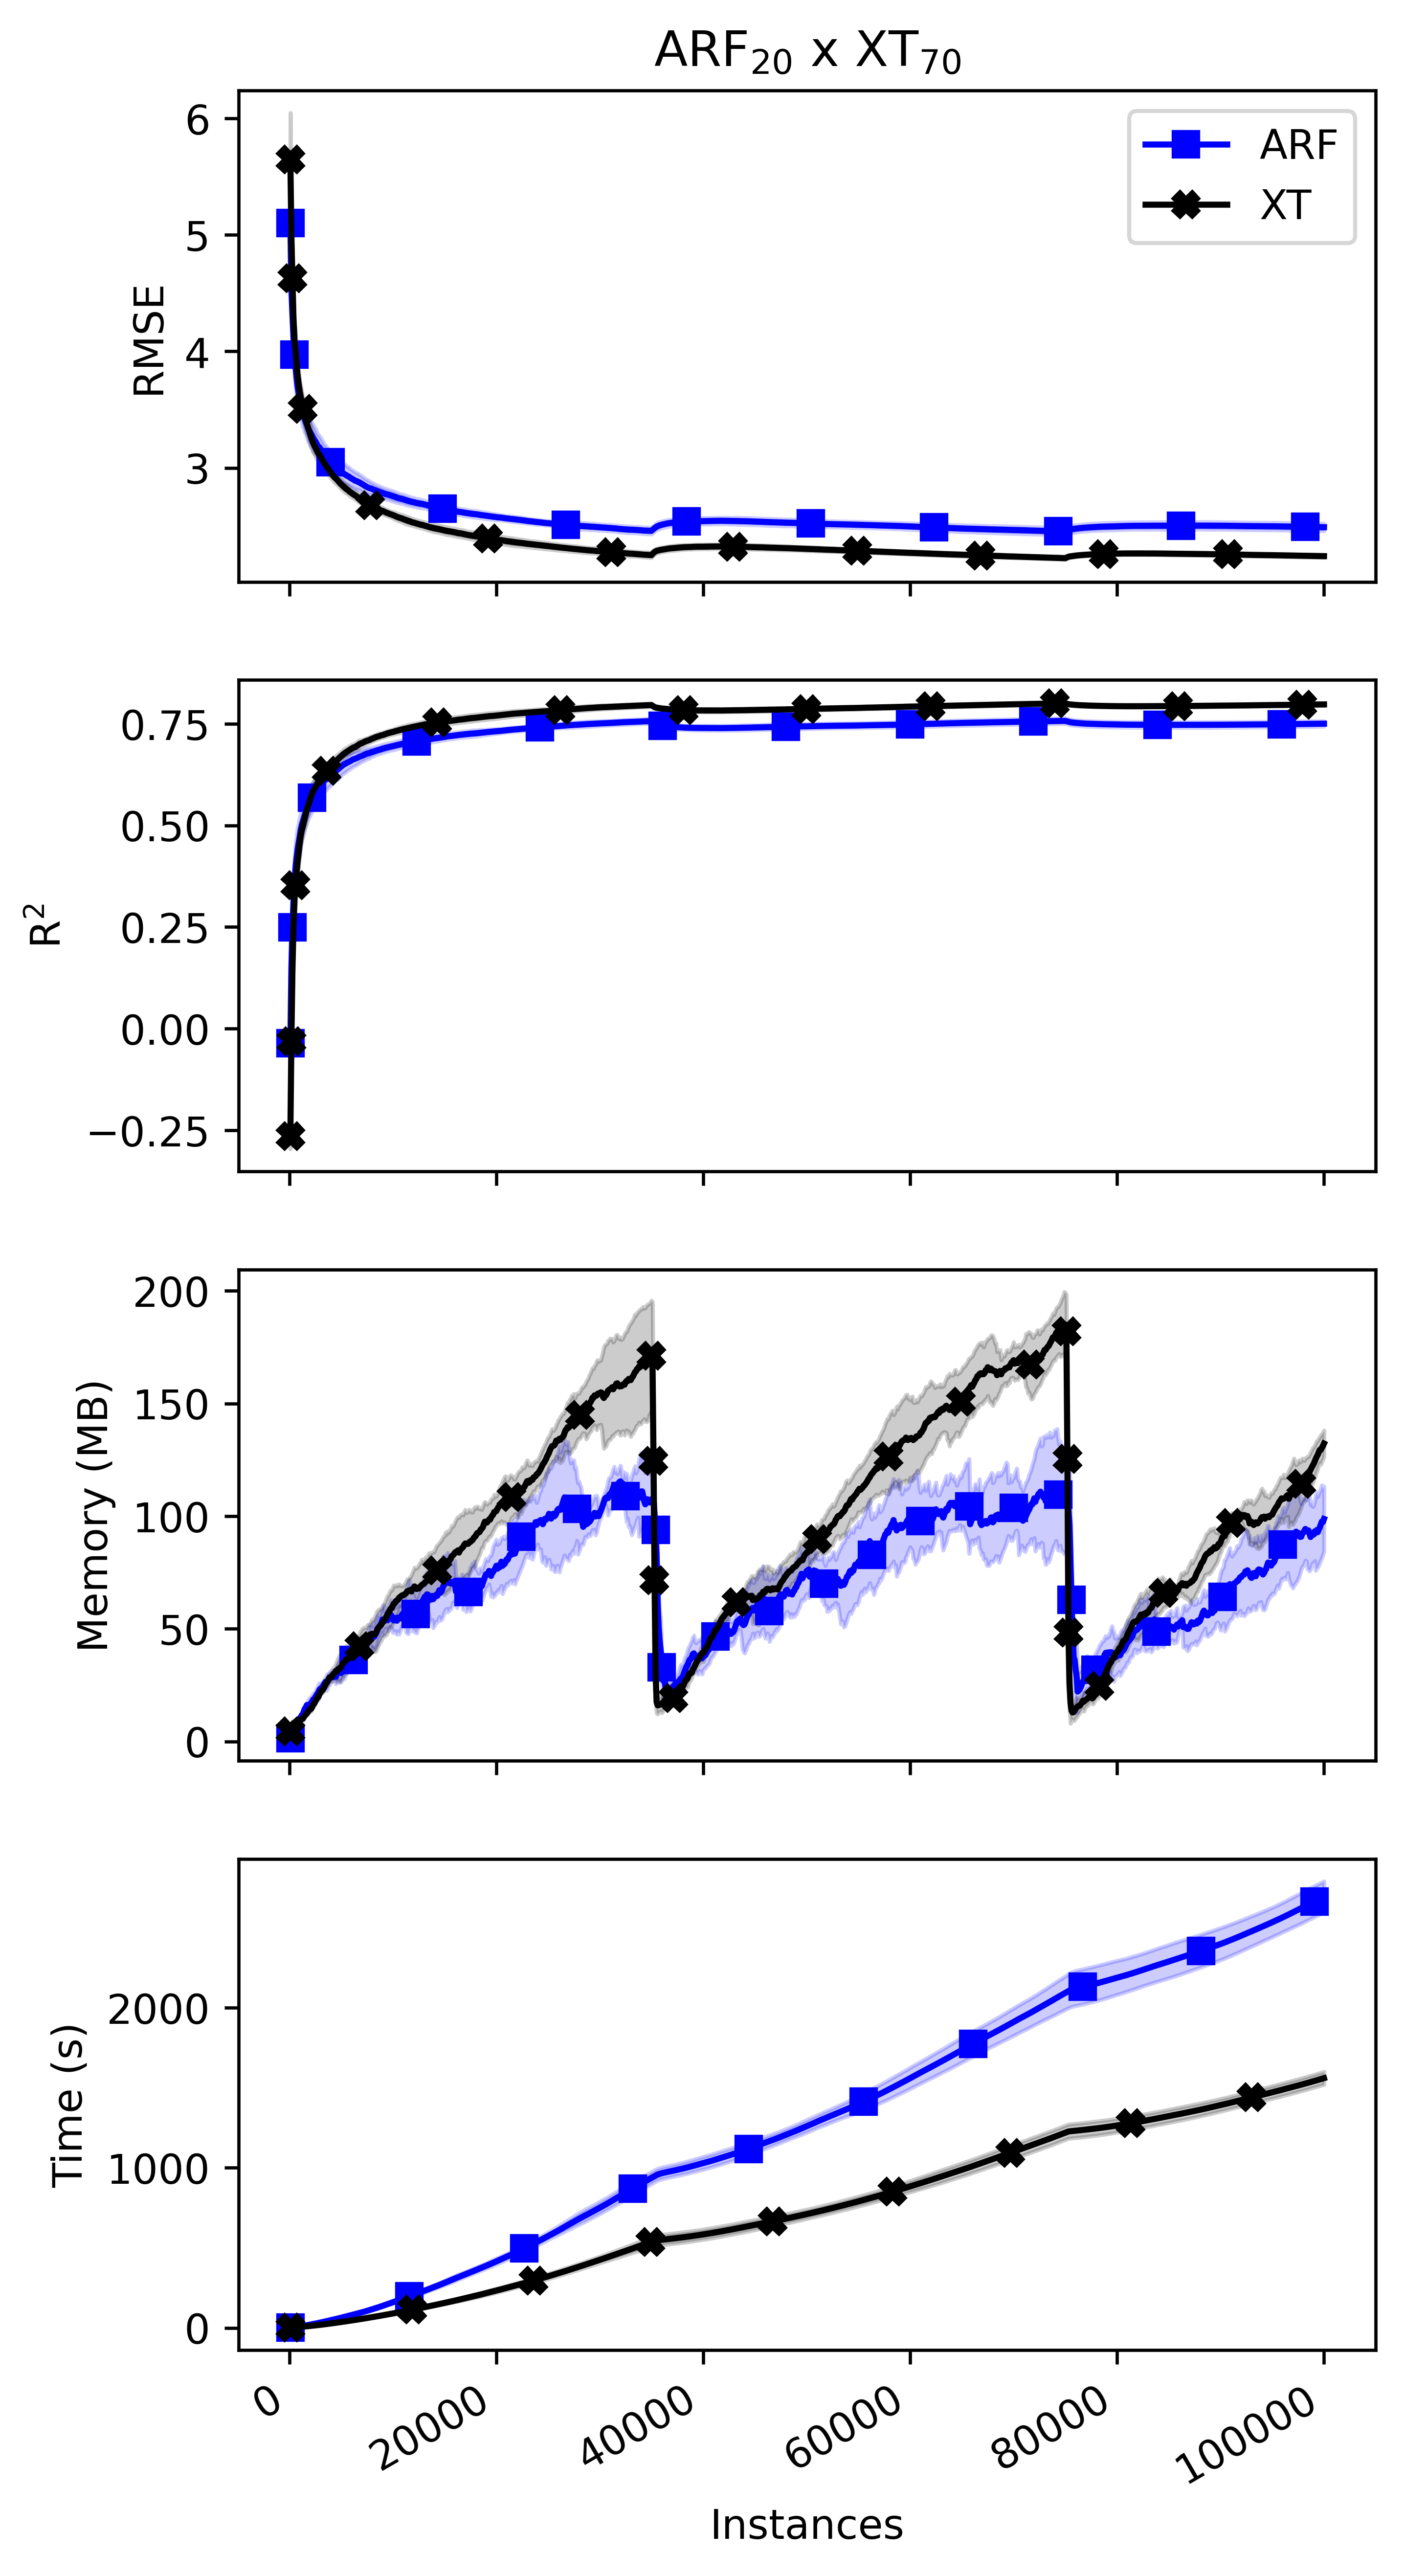 ARF₂₀ x XT₇₀
6
5
4
3
RMSE
ARF
XT
0.75
0.50
0.25
0.00
−0.25
R²
200
150
100
50
0
Memory (MB)
2000
1000
0
Time (s)
0 20000 40000 60000 80000 100000
Instances